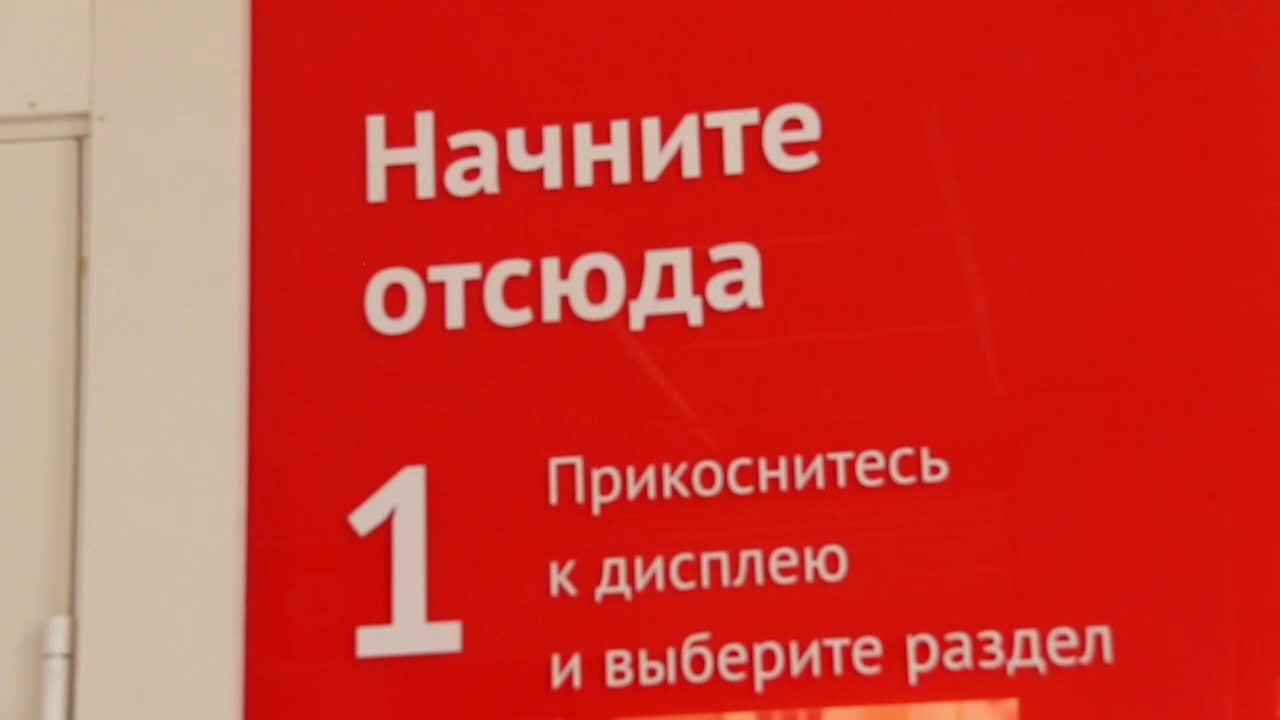 Начните
отсюда
1
Прикоснитесь
к дисплею
и выберите раздел